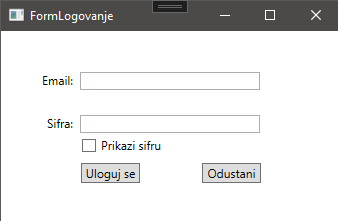 FormLogovanje
Email:
Sifra:
Prikazi sifru
Uloguj se Odustani